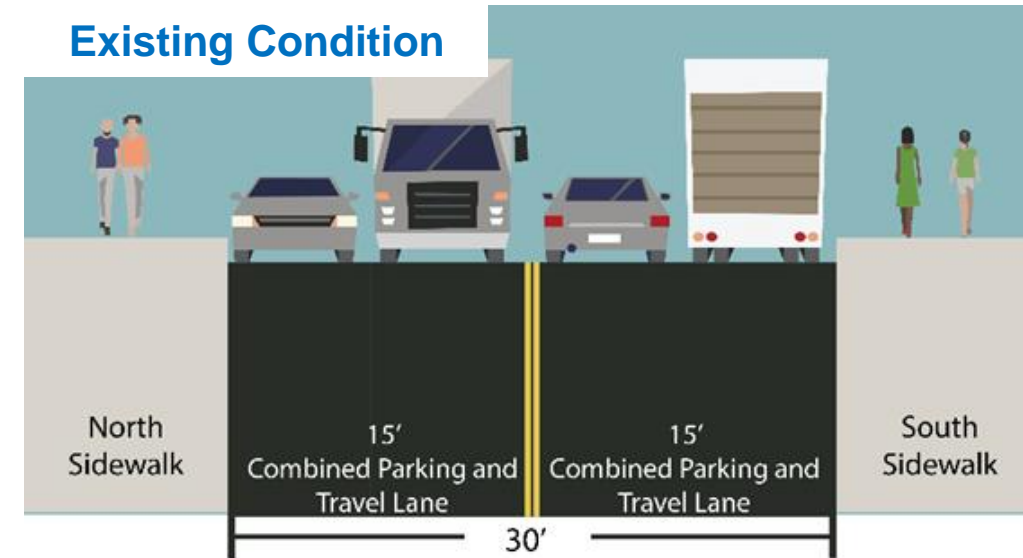 Existing Condition
North
Sidewalk
15’
Combined Parking and
Travel Lane
15’
Combined Parking and
Travel Lane
South
Sidewalk
30’